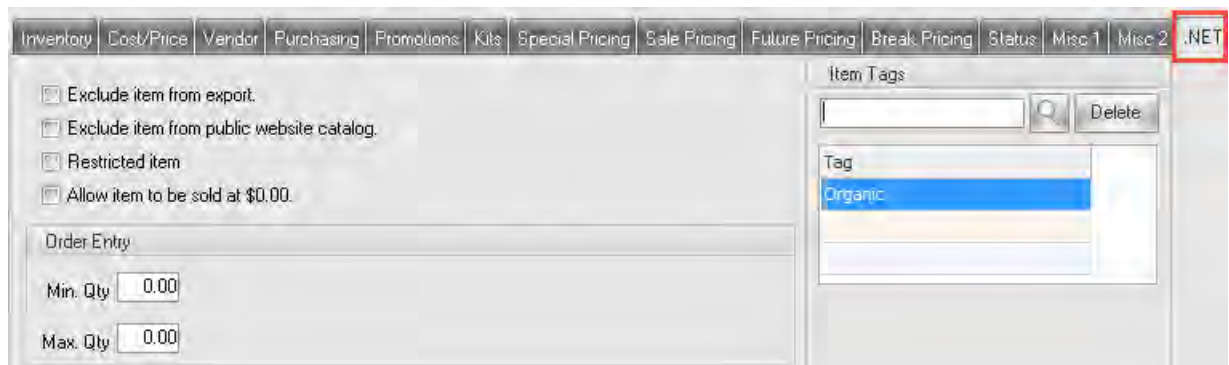 Inventory Cost/Price Vendor Purchasing Promotions Kits Special Pricing Sale Pricing Future Pricing Break Pricing Status Misc 1 Misc 2 .NET
Exclude item from export.
Exclude item from public website catalog.
Restricted item
Allow item to be sold at $0.00.
Order Entry
Min. Qty 0.00
Max. Qty 0.00
Item Tags
Delete
Tag
Organic